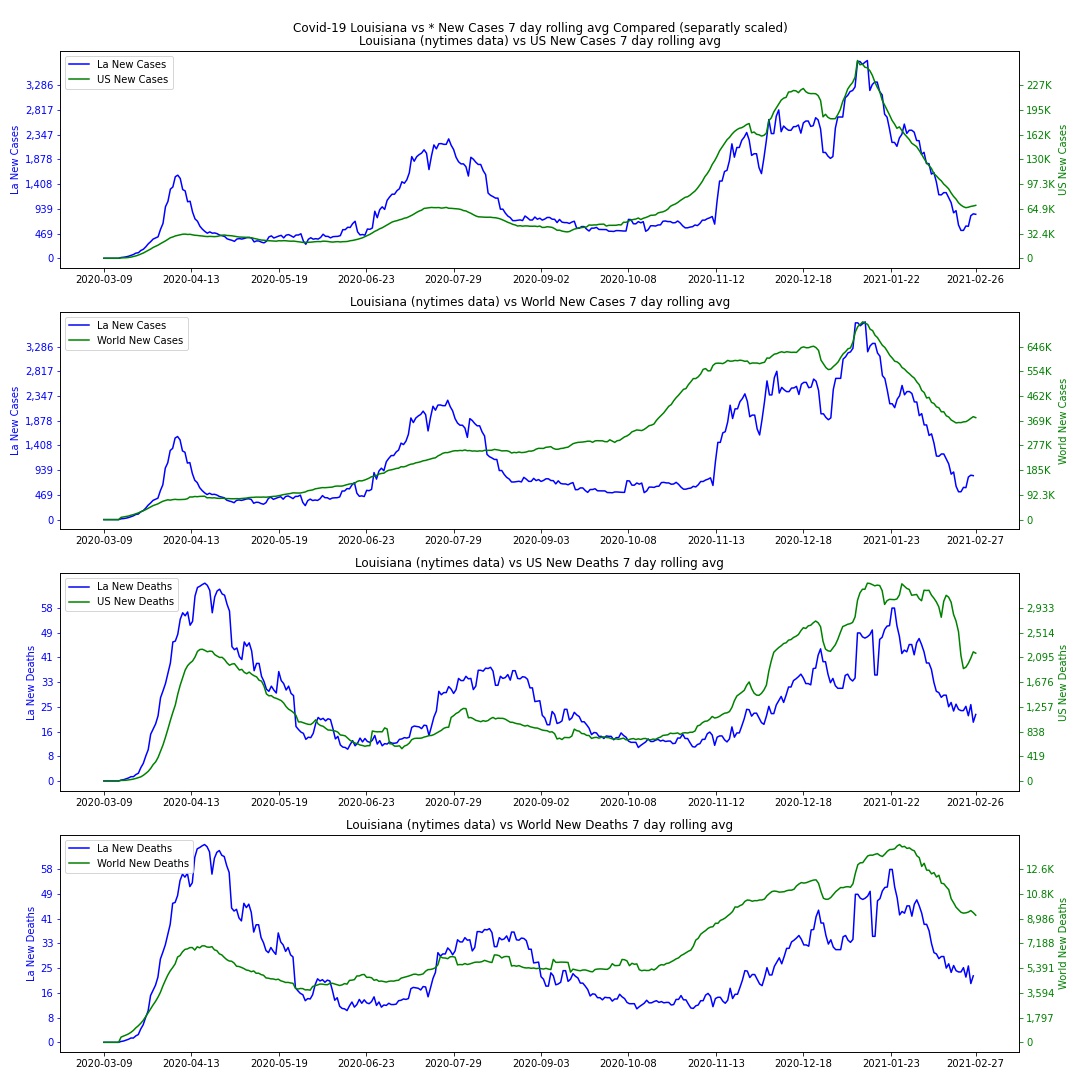 Covid-19 Louisiana vs * New Cases 7 day rolling avg Compared (separatly scaled)
Louisiana (nytimes data) vs US New Cases 7 day rolling avg
La New Cases
US New Cases
3,286
2,817
2,347
1,878
1,408
939
469
0
La New Cases
227K
195K
162K
130K
97.3K
64.9K
32.4K
0
US New Cases
2020-03-09 2020-04-13 2020-05-19 2020-06-23 2020-07-29 2020-09-02 2020-10-08 2020-11-12 2020-12-18 2021-01-22 2021-02-26
Louisiana (nytimes data) vs World New Cases 7 day rolling avg
La New Cases
World New Cases
3,286
2,817
2,347
1,878
1,408
939
469
0
La New Cases
646K
554K
462K
369K
277K
185K
92.3K
0
World New Cases
2020-03-09 2020-04-13 2020-05-19 2020-06-23 2020-07-29 2020-09-03 2020-10-08 2020-11-13 2020-12-18 2021-01-23 2021-02-27
Louisiana (nytimes data) vs US New Deaths 7 day rolling avg
La New Deaths
US New Deaths
58
49
41
33
25
16
8
0
La New Deaths
2,933
2,514
2,095
1,676
1,257
838
419
0
US New Deaths
2020-03-09 2020-04-13 2020-05-19 2020-06-23 2020-07-29 2020-09-02 2020-10-08 2020-11-12 2020-12-18 2021-01-22 2021-02-26
Louisiana (nytimes data) vs World New Deaths 7 day rolling avg
La New Deaths
World New Deaths
58
49
41
33
25
16
8
0
La New Deaths
12.6K
10.8K
8,986
7,188
5,391
3,594
1,797
0
World New Deaths
2020-03-09 2020-04-13 2020-05-19 2020-06-23 2020-07-29 2020-09-03 2020-10-08 2020-11-13 2020-12-18 2021-01-23 2021-02-27